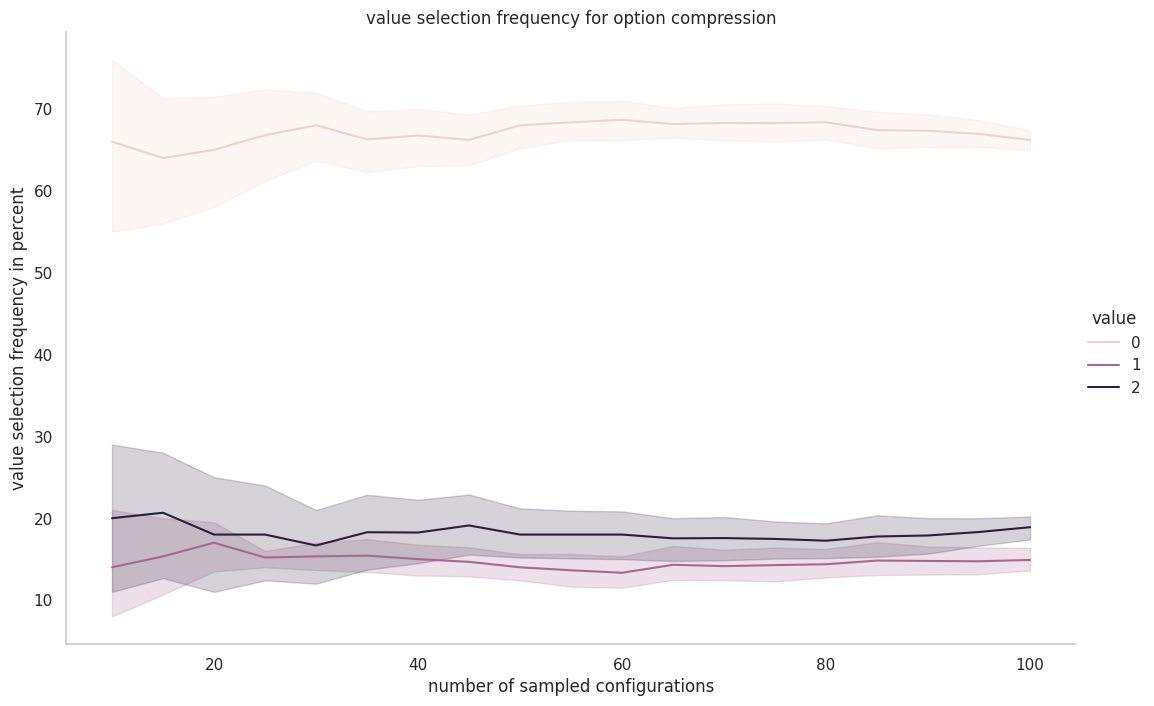 value selection frequency for option compression
value selection frequency in percent
70
60
50
40
30
20
10
20 40 60 80 100
number of sampled configurations
value
0
1
2